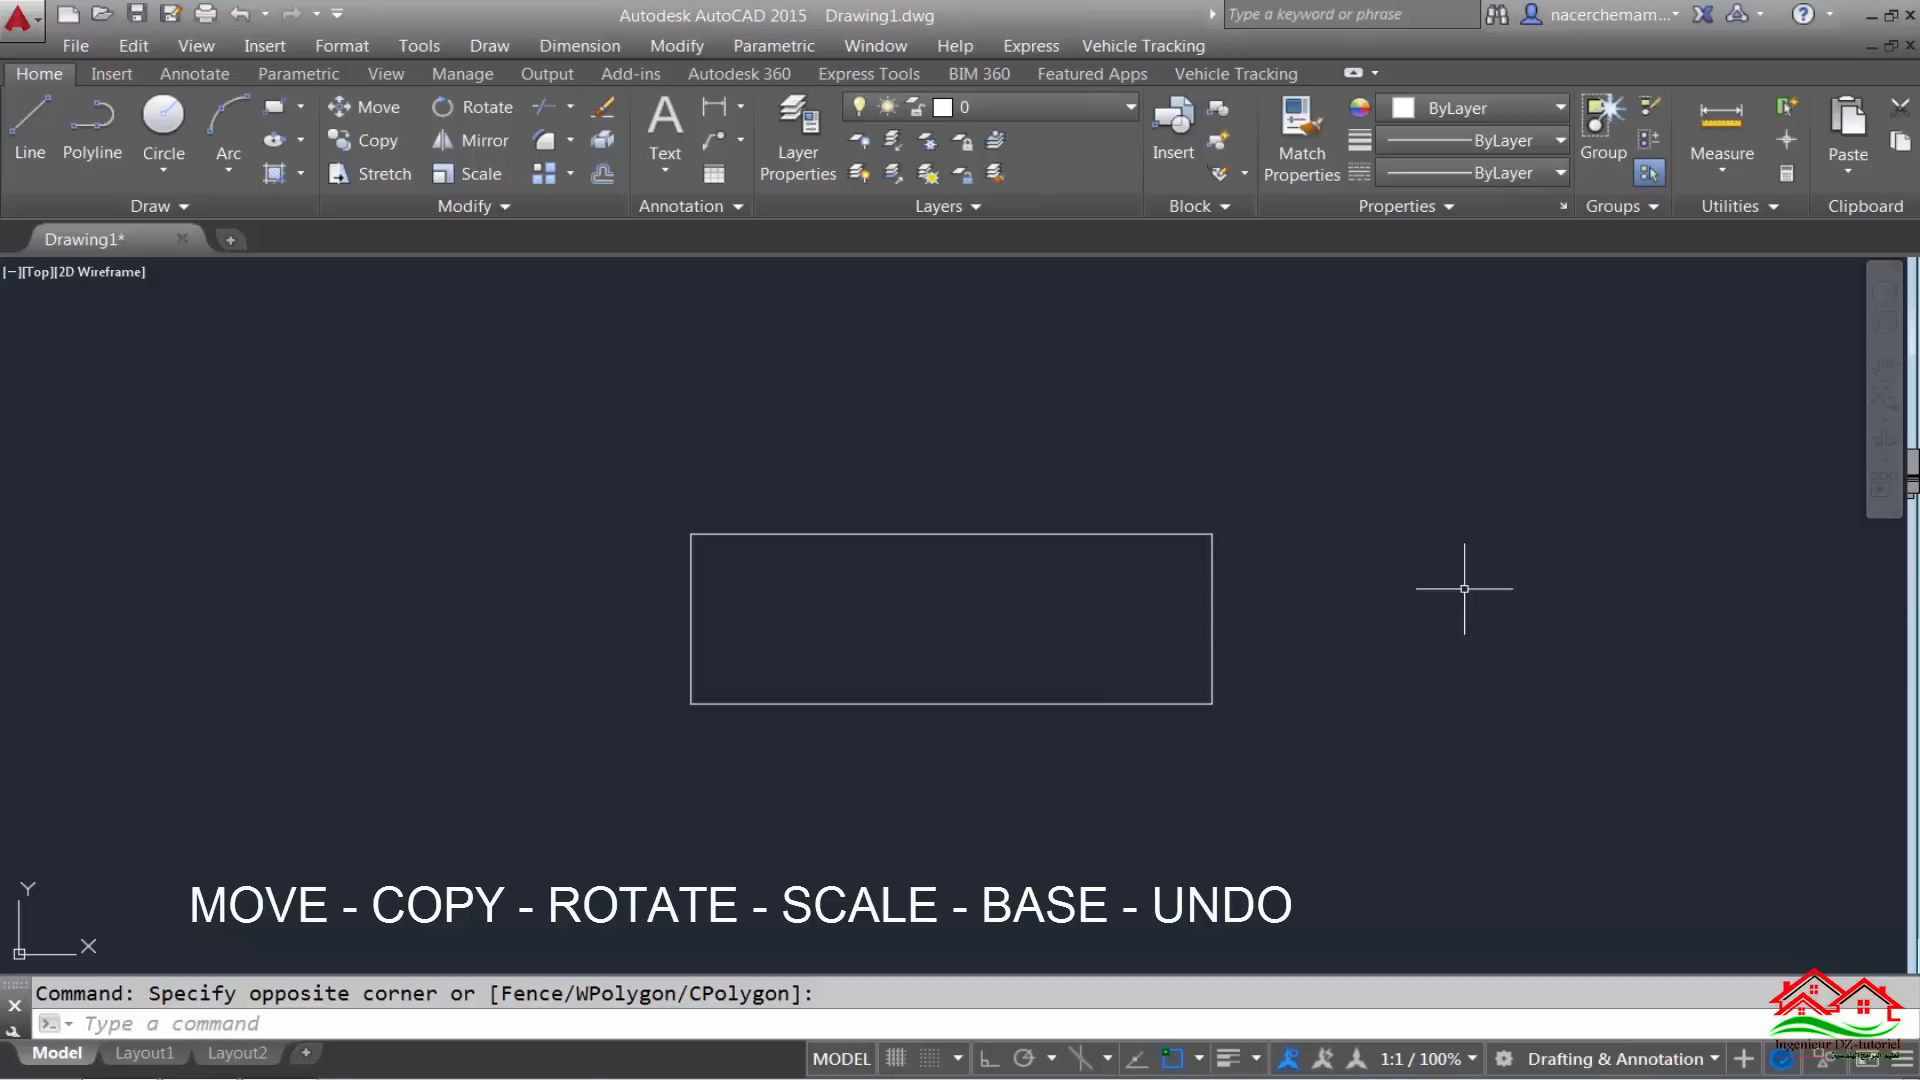 Autodesk AutoCAD 2015 Drawing1.dwg
Type a keyword or phrase
nacerchemam...
File Edit View Insert Format Tools Draw Dimension Modify Parametric Window Help Express Vehicle Tracking
Home Insert Annotate Parametric View Manage Output Add-ins Autodesk 360 Express Tools BIM 360 Featured Apps Vehicle Tracking
Line Polyline Circle Arc
Move Rotate
Copy Mirror
Stretch Scale
Text
Layer
Properties
0
Insert
Match
Properties
ByLayer
ByLayer
ByLayer
Group
Measure
Paste
Draw Modify Annotation Layers Block Properties Groups Utilities Clipboard
Drawing1*
[−][Top][2D Wireframe]
Y
X
MOVE - COPY - ROTATE - SCALE - BASE - UNDO
Command: Specify opposite corner or [Fence/WPolygon/CPolygon]:
Type a command
Model Layout1 Layout2
MODEL 1:1 / 100% Drafting & Annotation
Ingenieur DZ-tutoriel